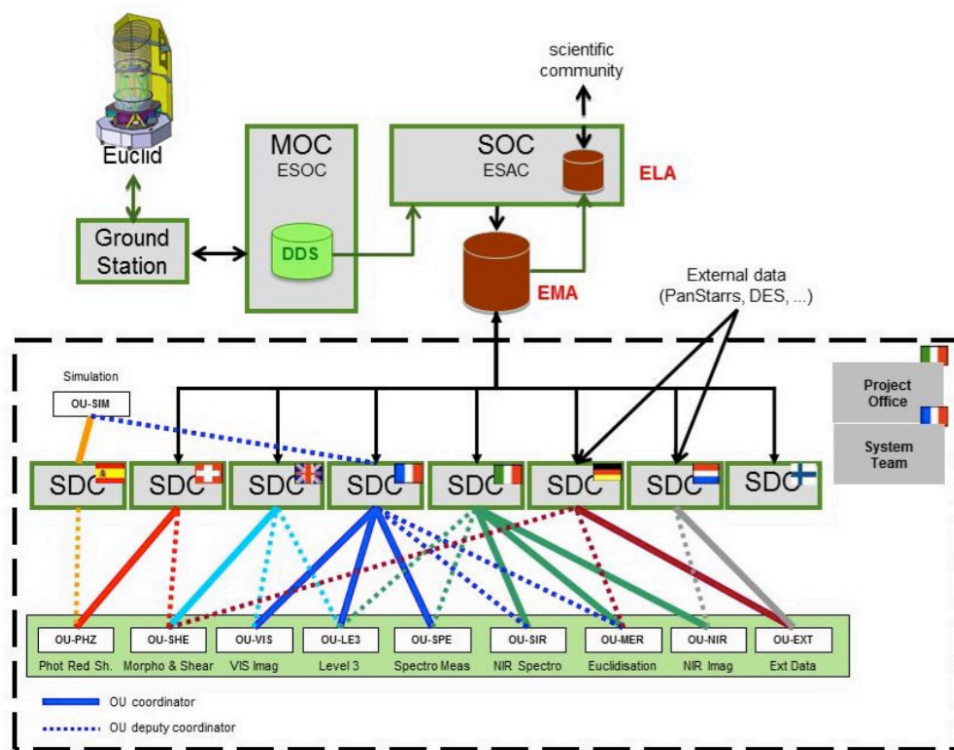 scientific
community
Euclid
MOC
ESOC
DDS
SOC
ESAC
ELA
Ground
Station
EMA
External data
(PanStarrs, DES, ...)
Simulation
OU-SIM
Project
Office
System
Team
SDC
SDC
SDC
SDC
SDC
SDC
SDC
SDC
OU-PHZ
OU-SHE
OU-VIS
OU-LE3
OU-SPE
OU-SIR
OU-MER
OU-NIR
OU-EXT
Phot Red Sh.
Morpho & Shear
VIS Imag
Level 3
Spectro Meas
NIR Spectro
Euclidisation
NIR Imag
Ext Data
OU coordinator
OU deputy coordinator